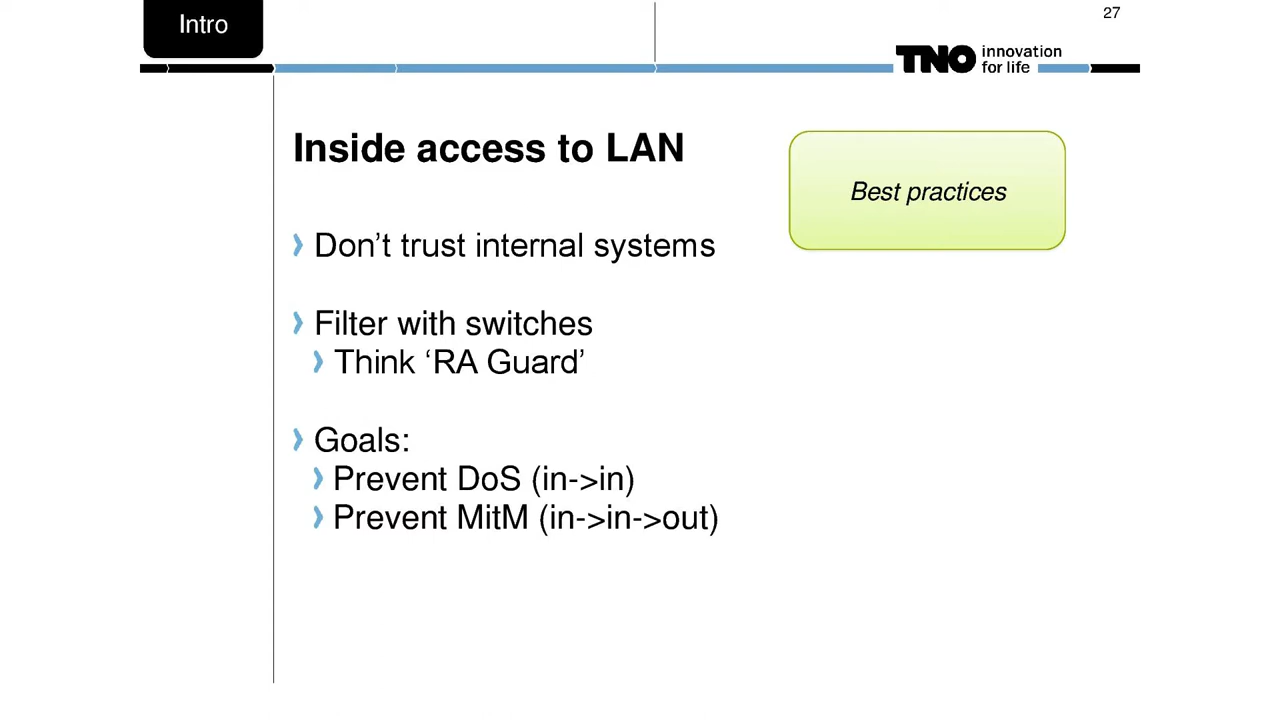 Intro
27
TNO innovation
for life
Inside access to LAN
Best practices
Don’t trust internal systems
Filter with switches
Think ‘RA Guard’
Goals:
Prevent DoS (in->in)
Prevent MitM (in->in->out)